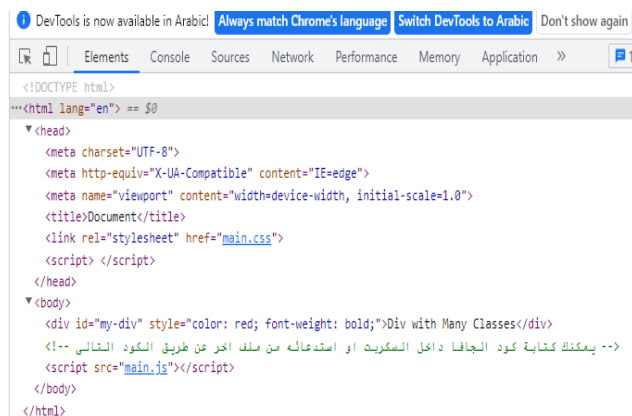 DevTools is now available in Arabic! Always match Chrome's language Switch DevTools to Arabic Don't show again
Elements Console Sources Network Performance Memory Application » 1
<!DOCTYPE html>
···<html lang="en"> == $0
▼<head>
<meta charset="UTF-8">
<meta http-equiv="X-UA-Compatible" content="IE=edge">
<meta name="viewport" content="width=device-width, initial-scale=1.0">
<title>Document</title>
<link rel="stylesheet" href="main.css">
<script> </script>
</head>
▼<body>
<div id="my-div" style="color: red; font-weight: bold;">Div with Many Classes</div>
<!-- يمكنك كتابة كود الجافا داخل السكربت او استدعائه من ملف اخر عن طريق الكود التالى -->
<script src="main.js"></script>
</body>
</html>